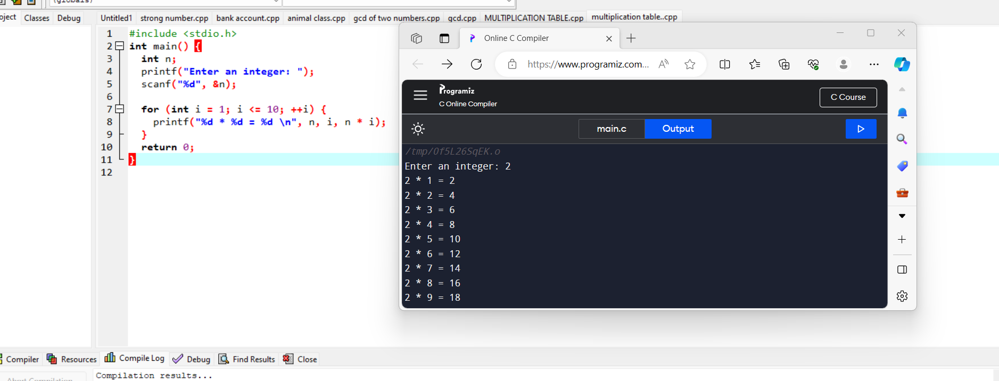 (globals)
oject Classes Debug
Untitled1 strong number.cpp bank account.cpp animal class.cpp gcd of two numbers.cpp gcd.cpp MULTIPLICATION TABLE.cpp multiplication table..cpp
1 #include <stdio.h>
2 int main() {
3 int n;
4 printf("Enter an integer: ");
5 scanf("%d", &n);
6
7 for (int i = 1; i <= 10; ++i) {
8 printf("%d * %d = %d \n", n, i, n * i);
9 }
10 return 0;
11 }
12
Online C Compiler
https://www.programiz.com...
Programiz
C Online Compiler
C Course
main.c Output
/tmp/0f5L26SqEK.o
Enter an integer: 2
2 * 1 = 2
2 * 2 = 4
2 * 3 = 6
2 * 4 = 8
2 * 5 = 10
2 * 6 = 12
2 * 7 = 14
2 * 8 = 16
2 * 9 = 18
Compiler Resources Compile Log Debug Find Results Close
Abort Compilation
Compilation results...